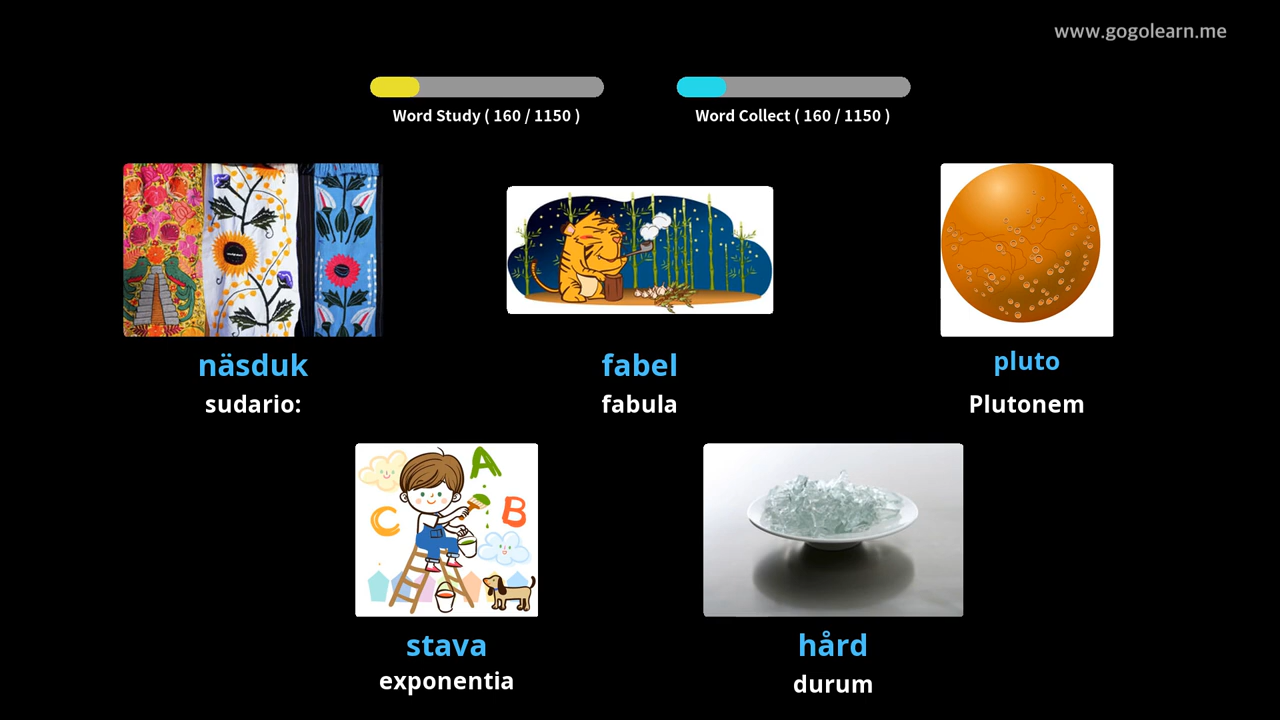 www.gogolearn.me
Word Study ( 160 / 1150 )
Word Collect ( 160 / 1150 )
näsduk
sudario:
fabel
fabula
pluto
Plutonem
A
B
C
stava
exponentia
hård
durum